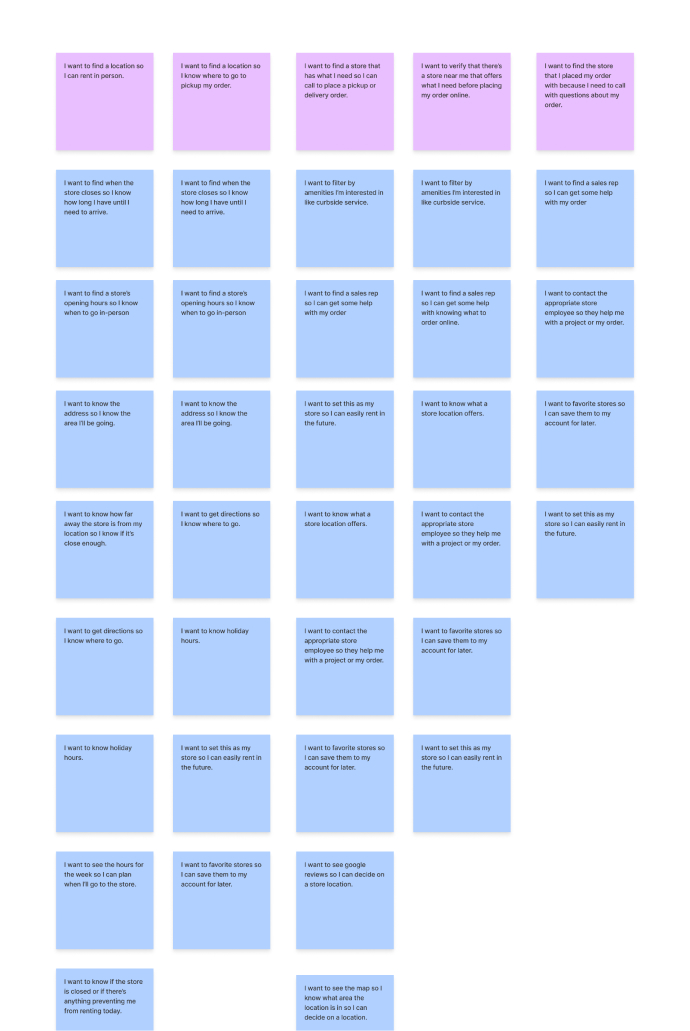 I want to find a location so
I can rent in person.
I want to find a location so
I know where to go to
pickup my order.
I want to find a store that
has what I need so I can
call to place a pickup or
delivery order.
I want to verify that there's
a store near me that offers
what I need before placing
my order online.
I want to find the store
that I placed my order
with because I need to call
with questions about my
order.
I want to find when the
store closes so I know
how long I have until I
need to arrive.
I want to find when the
store closes so I know
how long I have until I
need to arrive.
I want to filter by
amenities I'm interested in
like curbside service.
I want to filter by
amenities I'm interested in
like curbside service.
I want to find a sales rep
so I can get some help
with my order
I want to find a store's
opening hours so I know
when to go in-person
I want to find a store's
opening hours so I know
when to go in-person
I want to find a sales rep
so I can get some help
with my order
I want to find a sales rep
so I can get some help
with knowing what to
order online.
I want to contact the
appropriate store
employee so they help me
with a project or my order.
I want to know the
address so I know the
area I'll be going.
I want to know the
address so I know the
area I'll be going.
I want to set this as my
store so I can easily rent in
the future.
I want to know what a
store location offers.
I want to favorite stores so
I can save them to my
account for later.
I want to know how far
away the store is from my
location so I know if it's
close enough.
I want to get directions so
I know where to go.
I want to know what a
store location offers.
I want to contact the
appropriate store
employee so they help me
with a project or my order.
I want to set this as my
store so I can easily rent in
the future.
I want to get directions so
I know where to go.
I want to know holiday
hours.
I want to contact the
appropriate store
employee so they help me
with a project or my order.
I want to favorite stores so
I can save them to my
account for later.
I want to know holiday
hours.
I want to set this as my
store so I can easily rent in
the future.
I want to favorite stores so
I can save them to my
account for later.
I want to set this as my
store so I can easily rent in
the future.
I want to see the hours for
the week so I can plan
when I'll go to the store.
I want to favorite stores so
I can save them to my
account for later.
I want to see google
reviews so I can decide on
a store location.
I want to know if the store
is closed or if there's
anything preventing me
from renting today.
I want to see the map so I
know what area the
location is in so I can
decide on a location.